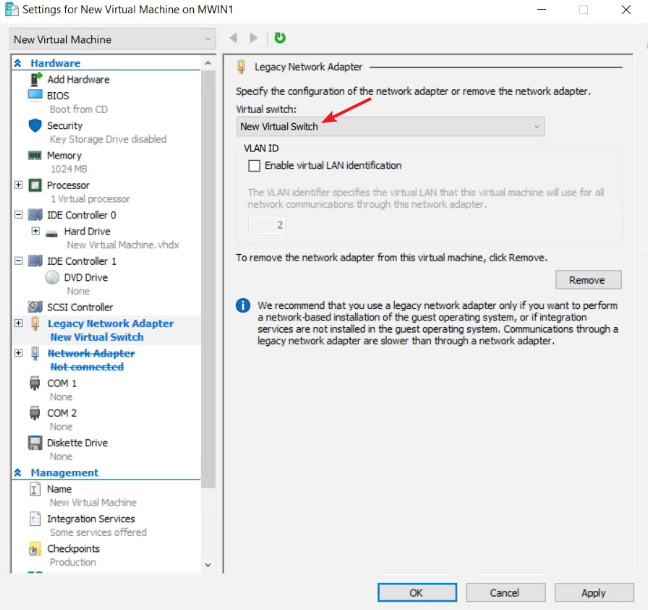 Settings for New Virtual Machine on MWIN1
New Virtual Machine
Hardware
Add Hardware
BIOS
Boot from CD
Security
Key Storage Drive disabled
Memory
1024 MB
Processor
1 Virtual processor
IDE Controller 0
Hard Drive
New Virtual Machine.vhdx
IDE Controller 1
DVD Drive
None
SCSI Controller
Legacy Network Adapter
New Virtual Switch
Network Adapter
Not connected
COM 1
None
COM 2
None
Diskette Drive
None
Management
Name
New Virtual Machine
Integration Services
Some services offered
Checkpoints
Production
Legacy Network Adapter
Specify the configuration of the network adapter or remove the network adapter.
Virtual switch:
New Virtual Switch
VLAN ID
Enable virtual LAN identification
The VLAN identifier specifies the virtual LAN that this virtual machine will use for all
network communications through this network adapter.
2
To remove the network adapter from this virtual machine, click Remove.
Remove
We recommend that you use a legacy network adapter only if you want to perform
a network-based installation of the guest operating system, or if integration
services are not installed in the guest operating system. Communications through a
legacy network adapter are slower than through a network adapter.
OK
Cancel
Apply